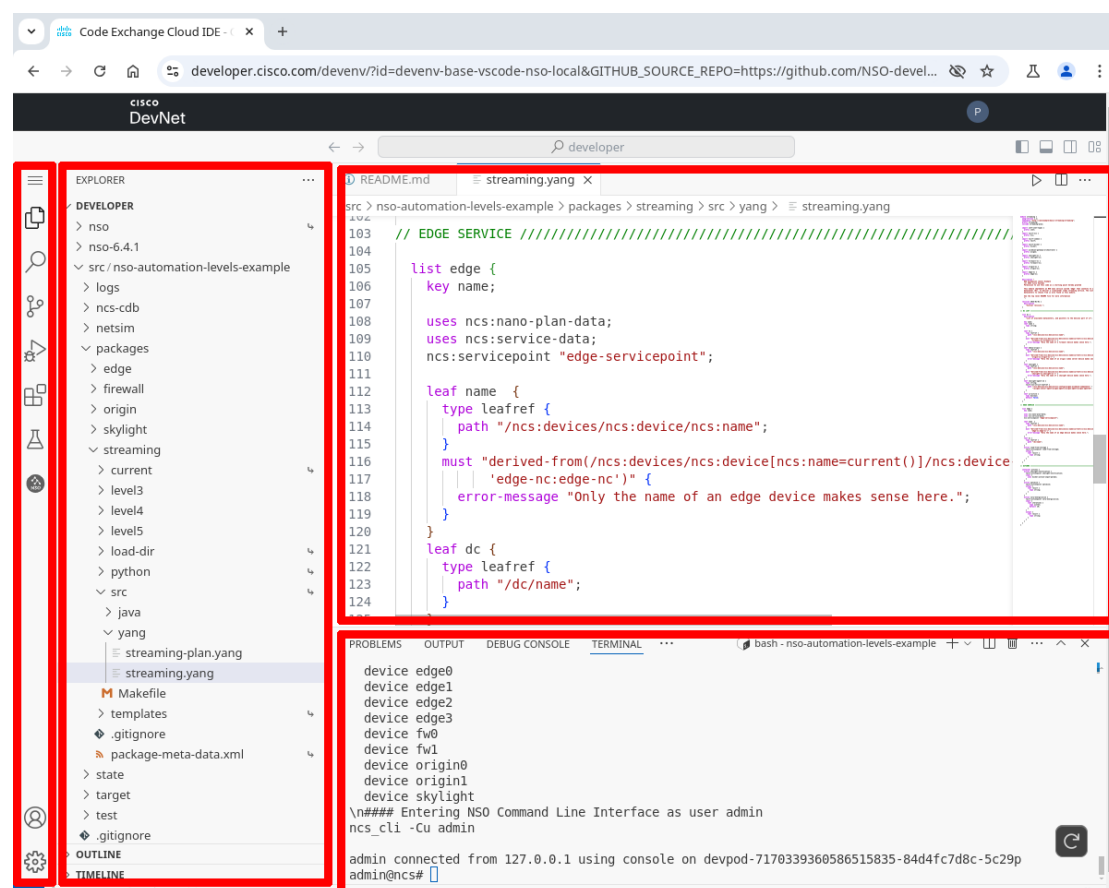 Code Exchange Cloud IDE - C
developer.cisco.com/devenv/?id=devenv-base-vscode-nso-local&GITHUB_SOURCE_REPO=https://github.com/NSO-devel...
CISCO
DevNet
P
developer
EXPLORER
DEVELOPER
nso
nso-6.4.1
src / nso-automation-levels-example
logs
ncs-cdb
netsim
packages
edge
firewall
origin
skylight
streaming
current
level3
level4
level5
load-dir
python
src
java
yang
streaming-plan.yang
streaming.yang
Makefile
templates
.gitignore
package-meta-data.xml
state
target
test
.gitignore
OUTLINE
TIMELINE
NSO
README.md
streaming.yang
src > nso-automation-levels-example > packages > streaming > src > yang > streaming.yang
102
103 // EDGE SERVICE ////////////////////////////////////////////////////////////////
104
105 list edge {
106 key name;
107
108 uses ncs:nano-plan-data;
109 uses ncs:service-data;
110 ncs:servicepoint "edge-servicepoint";
111
112 leaf name  {
113 type leafref {
114 path "/ncs:devices/ncs:device/ncs:name";
115 }
116 must "derived-from(/ncs:devices/ncs:device[ncs:name=current()]/ncs:device
117 'edge-nc:edge-nc')" {
118 error-message "Only the name of an edge device makes sense here.";
119 }
120 }
121 leaf dc {
122 type leafref {
123 path "/dc/name";
124 }
PROBLEMS OUTPUT DEBUG CONSOLE TERMINAL ... bash - nso-automation-levels-example
device edge0
device edge1
device edge2
device edge3
device fw0
device fw1
device origin0
device origin1
device skylight
\n#### Entering NSO Command Line Interface as user admin
ncs_cli -Cu admin
admin connected from 127.0.0.1 using console on devpod-7170339360586515835-84d4fc7d8c-5c29p
admin@ncs#